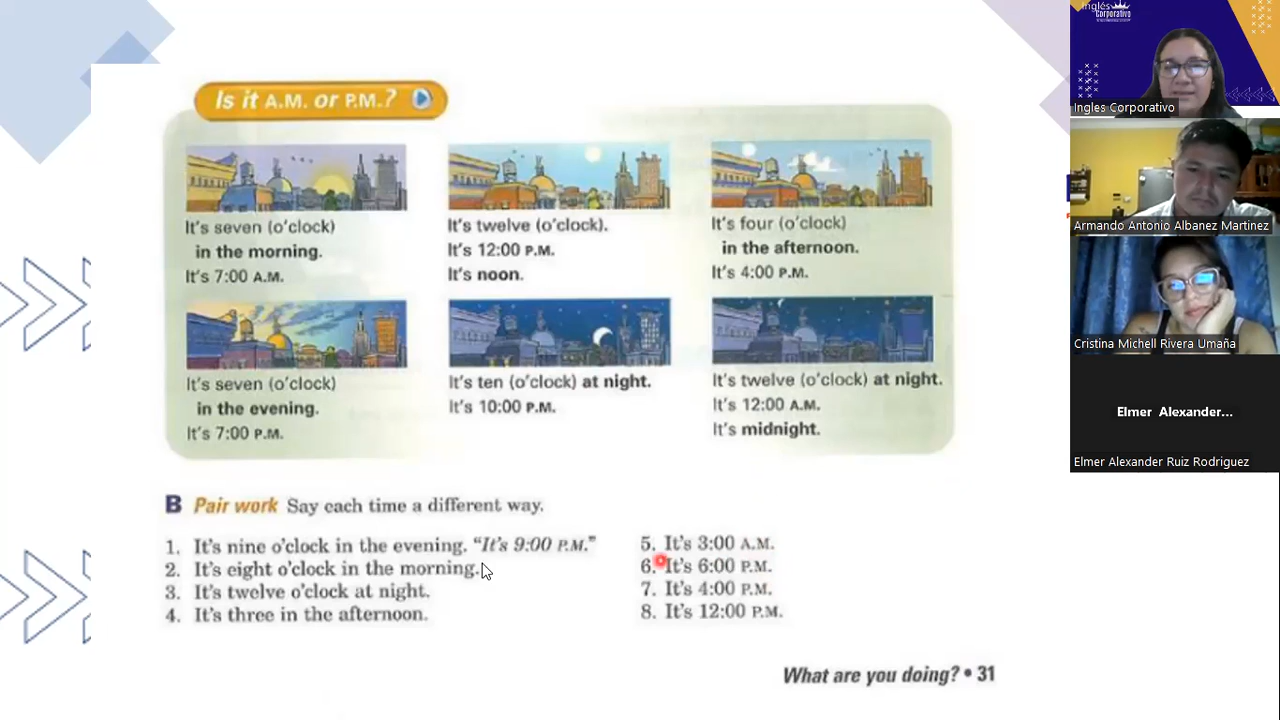 Is it A.M. or P.M.?
It's seven (o'clock)
in the morning.
It's 7:00 A.M.
It's twelve (o'clock).
It's 12:00 P.M.
It's noon.
It's four (o'clock)
in the afternoon.
It's 4:00 P.M.
It's seven (o'clock)
in the evening.
It's 7:00 P.M.
It's ten (o'clock) at night.
It's 10:00 P.M.
It's twelve (o'clock) at night.
It's 12:00 A.M.
It's midnight.
B Pair work Say each time a different way.
1. It's nine o'clock in the evening. "It's 9:00 P.M."
2. It's eight o'clock in the morning.
3. It's twelve o'clock at night.
4. It's three in the afternoon.
5. It's 3:00 A.M.
6. It's 6:00 P.M.
7. It's 4:00 P.M.
8. It's 12:00 P.M.
What are you doing? • 31
Inglés
Corporativo
Ingles Corporativo
Armando Antonio Albanez Martinez
Cristina Michell Rivera Umaña
Elmer Alexander...
Elmer Alexander Ruiz Rodriguez